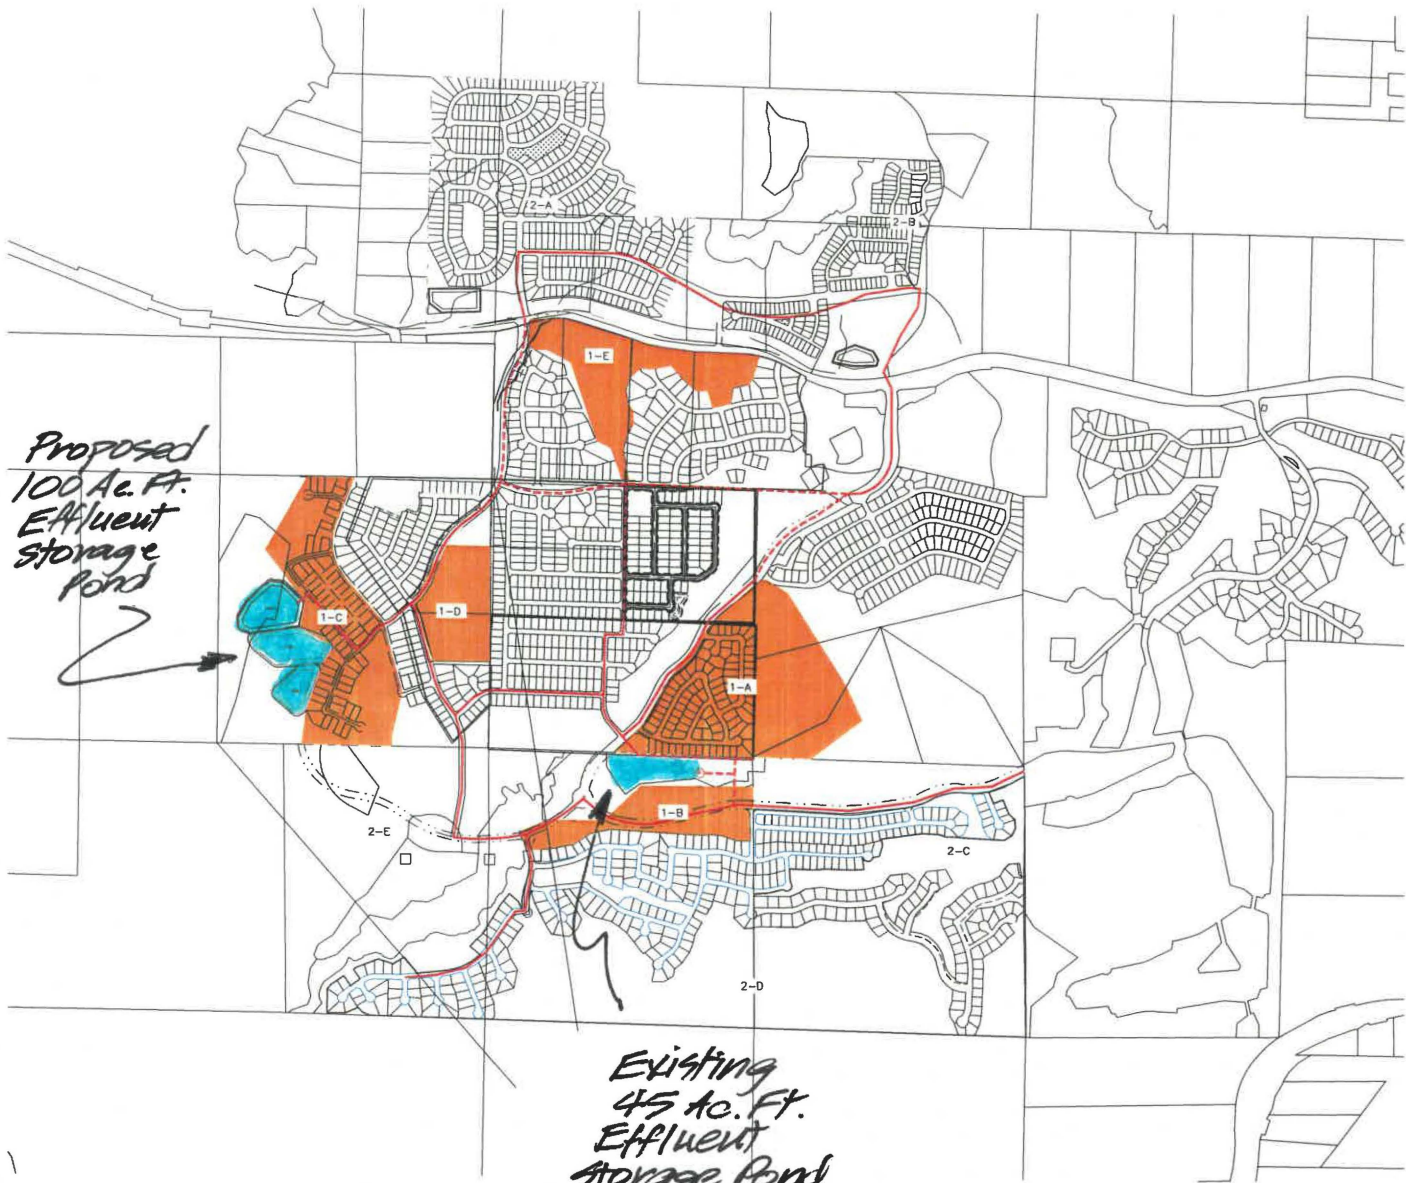 2-A
2-B
1-E
Proposed
100 Ac. Ft.
Effluent
storage
Pond
1-C
1-D
1-A
1-B
2-E
2-C
2-D
Existing
45 Ac. Ft.
Effluent
Storage Pond